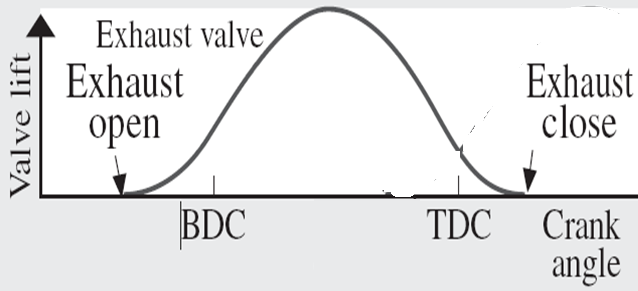 Valve lift
Exhaust valve
Exhaust
open
Exhaust
close
BDC
TDC
Crank
angle